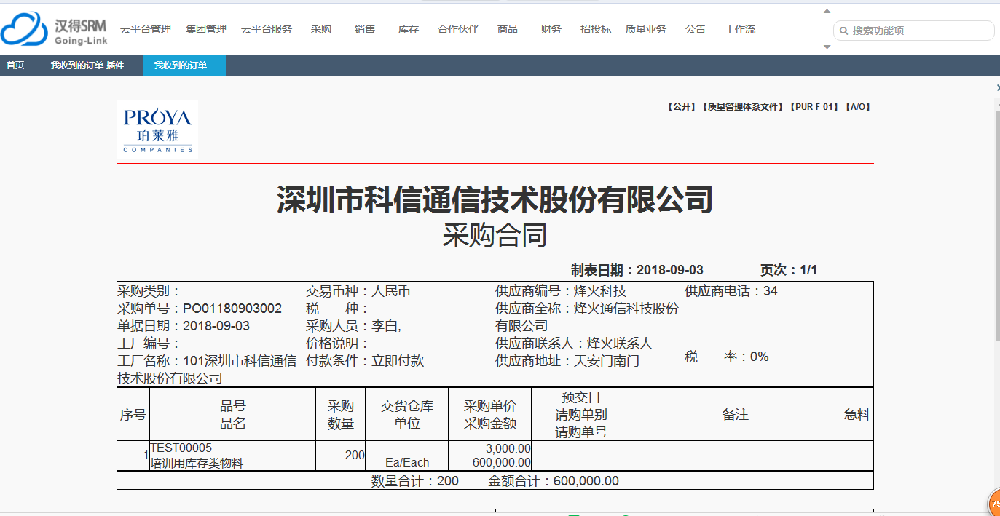 汉得SRM
Going-Link
云平台管理 集团管理 云平台服务 采购 销售 库存 合作伙伴 商品 财务 招投标 质量业务 公告 工作流
搜索功能项
首页 我收到的订单-插件 我收到的订单
PROYA
珀莱雅
COMPANIES
【公开】【质量管理体系文件】【PUR-F-01】【A/O】
深圳市科信通信技术股份有限公司
采购合同
制表日期：2018-09-03 页次：1/1
采购类别：
采购单号：PO01180903002
单据日期：2018-09-03
工厂编号：
工厂名称：101深圳市科信通信
技术股份有限公司
交易币种：人民币
税 种：
采购人员：李白,
价格说明：
付款条件：立即付款
供应商编号：烽火科技
供应商全称：烽火通信科技股份
有限公司
供应商联系人：烽火联系人
供应商地址：天安门南门
供应商电话：34
税 率：0%
序号
品号
品名
采购
数量
交货仓库
单位
采购单价
采购金额
预交日
请购单别
请购单号
备注
急料
1
TEST00005
培训用库存类物料
200
Ea/Each
3,000.00
600,000.00
数量合计：200 金额合计：600,000.00
75